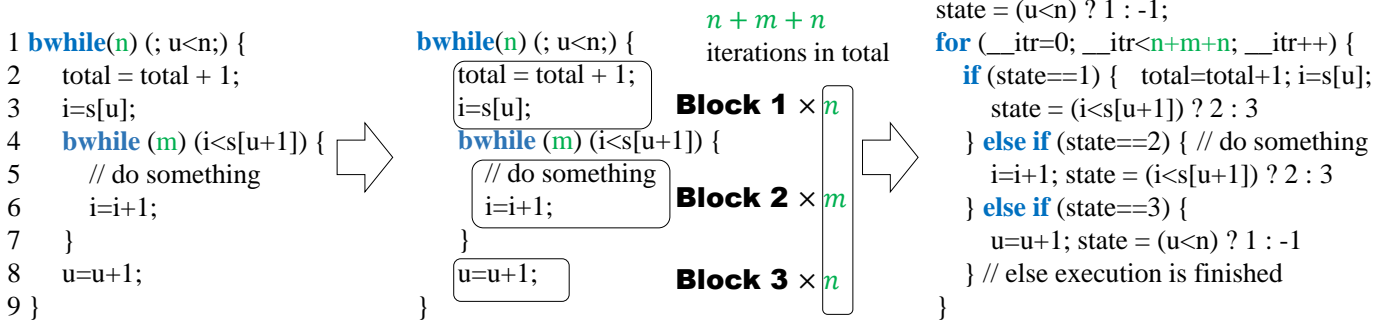 1 bwhile(n) (; u<n;) {
2 total = total + 1;
3 i=s[u];
4 bwhile (m) (i<s[u+1]) {
5 // do something
6 i=i+1;
7 }
8 u=u+1;
9 }
bwhile(n) (; u<n;) {
total = total + 1;
i=s[u];
bwhile (m) (i<s[u+1]) {
// do something
i=i+1;
}
u=u+1;
}
n + m + n
iterations in total
Block 1 × n
Block 2 × m
Block 3 × n
state = (u<n) ? 1 : -1;
for (__itr=0; __itr<n+m+n; __itr++) {
if (state==1) { total=total+1; i=s[u];
state = (i<s[u+1]) ? 2 : 3
} else if (state==2) { // do something
i=i+1; state = (i<s[u+1]) ? 2 : 3
} else if (state==3) {
u=u+1; state = (u<n) ? 1 : -1
} // else execution is finished
}